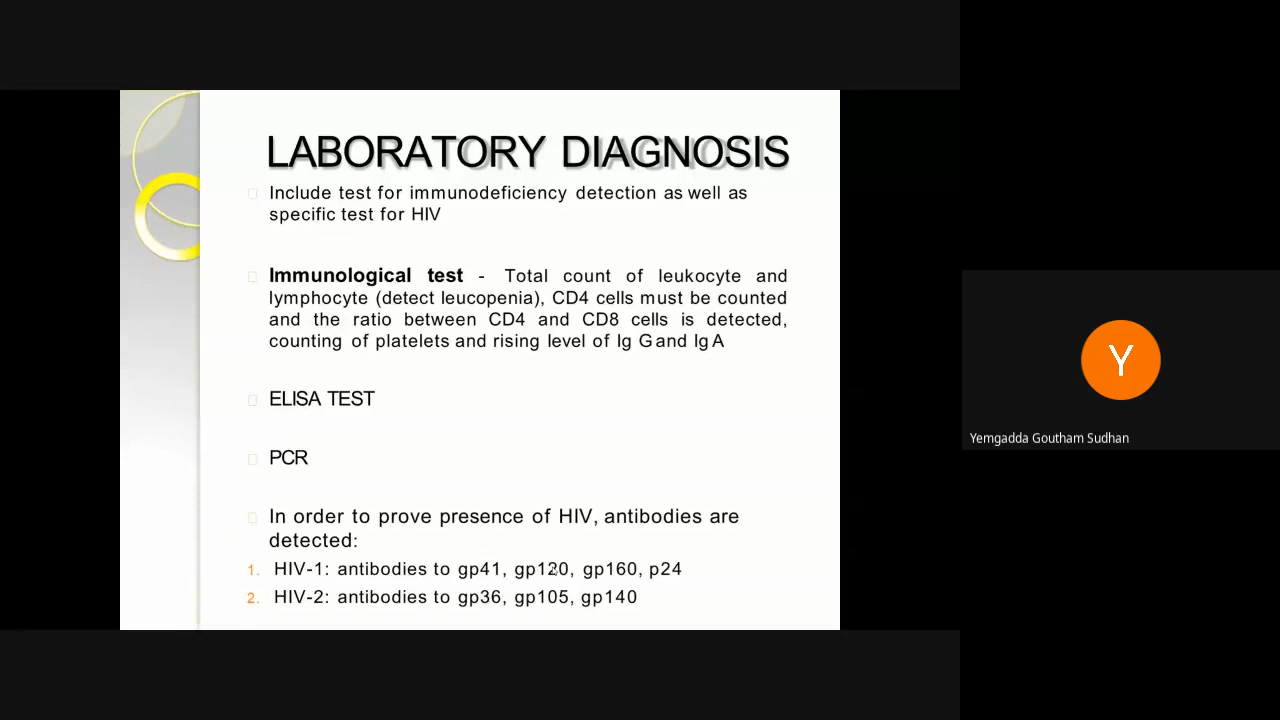 LABORATORY DIAGNOSIS
Include test for immunodeficiency detection as well as
specific test for HIV
Immunological test - Total count of leukocyte and
lymphocyte (detect leucopenia), CD4 cells must be counted
and the ratio between CD4 and CD8 cells is detected,
counting of platelets and rising level of Ig G and Ig A
ELISA TEST
PCR
In order to prove presence of HIV, antibodies are
detected:
1. HIV-1: antibodies to gp41, gp120, gp160, p24
2. HIV-2: antibodies to gp36, gp105, gp140
Y
Yemgadda Goutham Sudhan